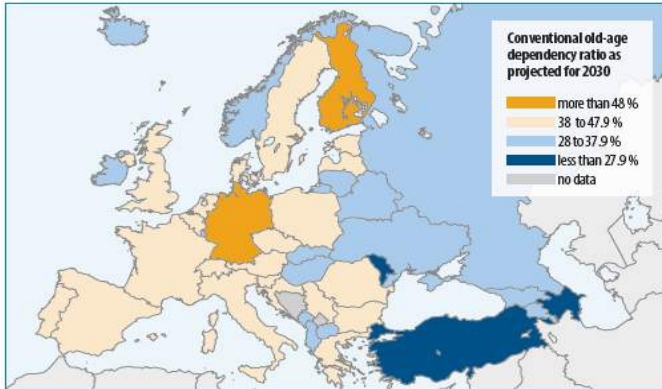 Conventional old-age
dependency ratio as
projected for 2030
more than 48 %
38 to 47.9 %
28 to 37.9 %
less than 27.9 %
no data